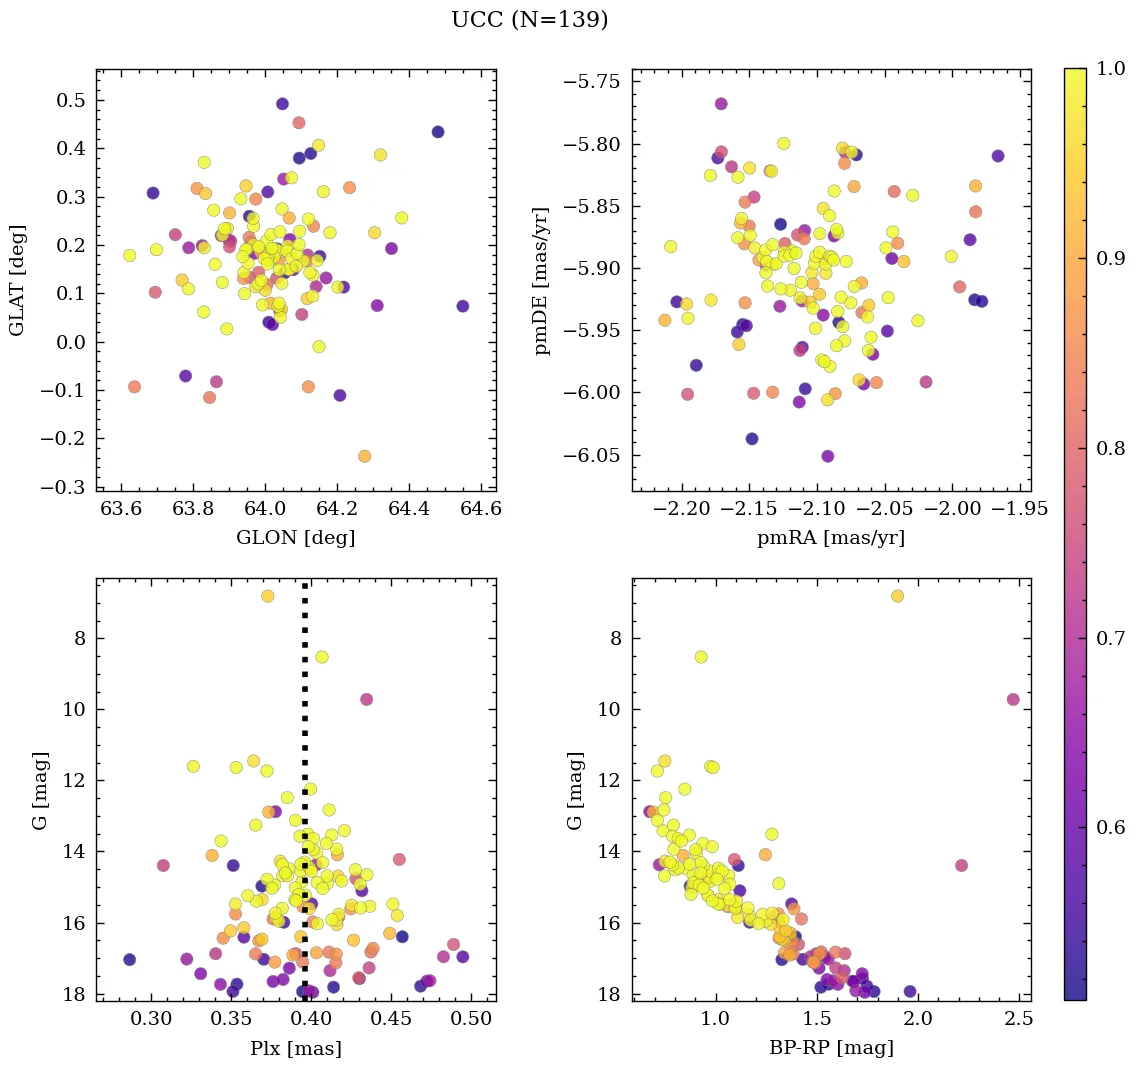 UCC (N=139)
0.5
0.4
0.3
0.2
0.1
0.0
−0.1
−0.2
−0.3
GLAT [deg]
63.6 63.8 64.0 64.2 64.4 64.6
GLON [deg]
−5.75
−5.80
−5.85
−5.90
−5.95
−6.00
−6.05
pmDE [mas/yr]
−2.20 −2.15 −2.10 −2.05 −2.00 −1.95
pmRA [mas/yr]
1.0
0.9
0.8
0.7
0.6
8
10
12
14
16
18
G [mag]
0.30 0.35 0.40 0.45 0.50
Plx [mas]
8
10
12
14
16
18
G [mag]
1.0 1.5 2.0 2.5
BP-RP [mag]